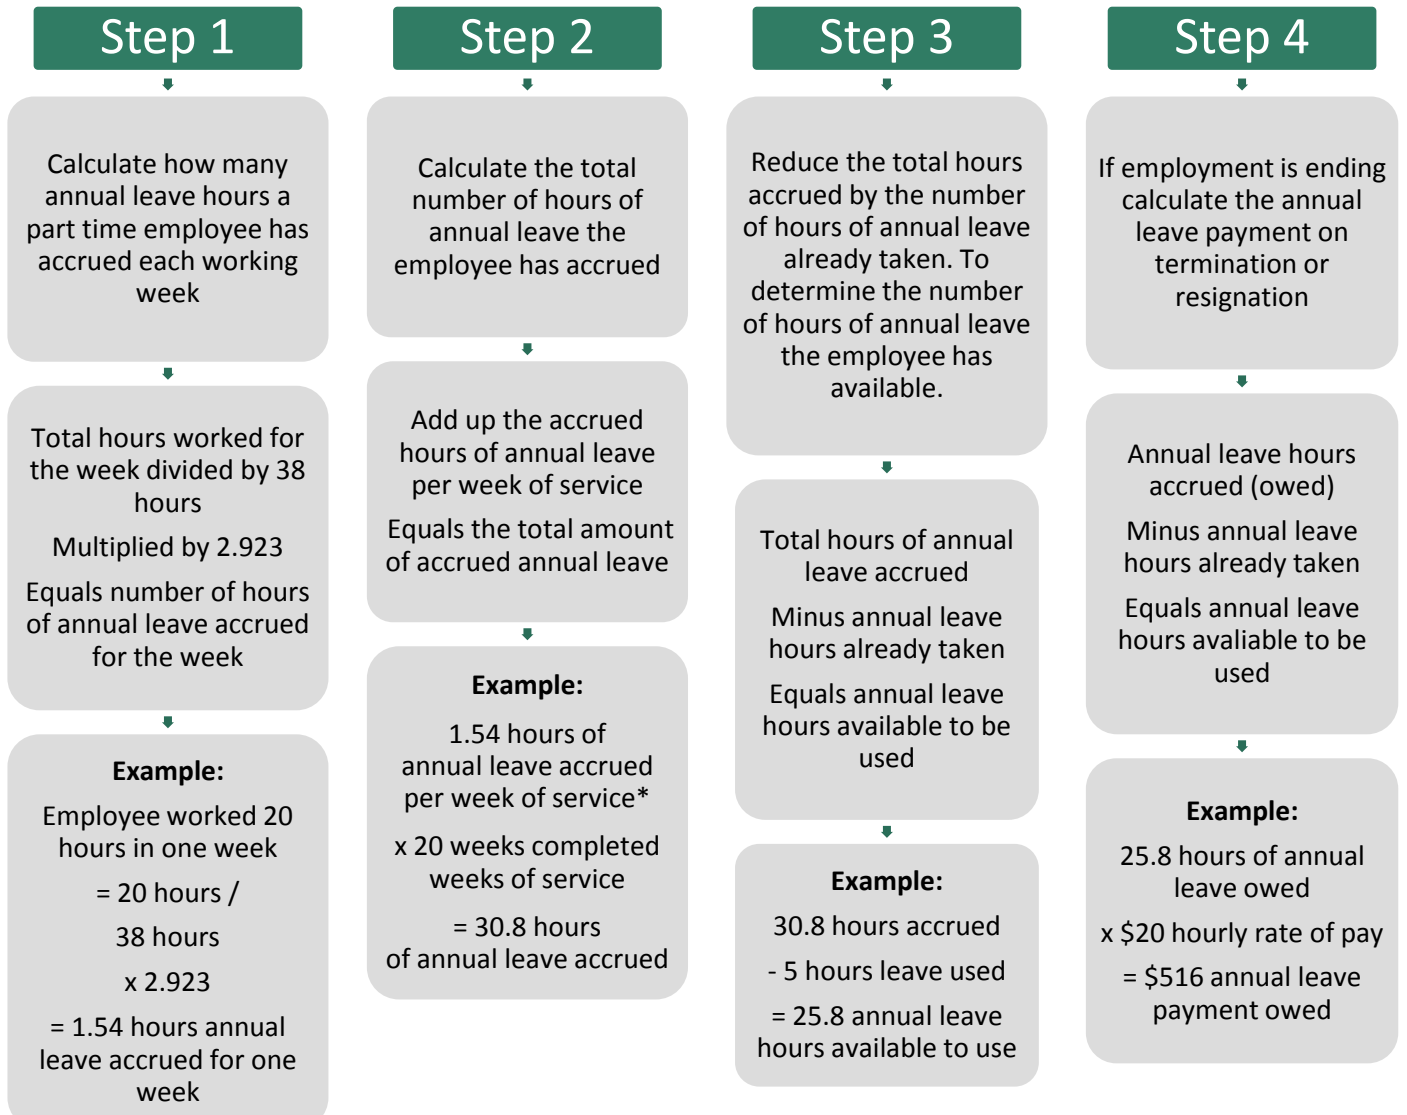 Step 1
Calculate how many
annual leave hours a
part time employee has
accrued each working
week
Total hours worked for
the week divided by 38
hours
Multiplied by 2.923
Equals number of hours
of annual leave accrued
for the week
Example:
Employee worked 20
hours in one week
= 20 hours /
38 hours
x 2.923
= 1.54 hours annual
leave accrued for one
week
Step 2
Calculate the total
number of hours of
annual leave the
employee has accrued
Add up the accrued
hours of annual leave
per week of service
Equals the total amount
of accrued annual leave
Example:
1.54 hours of
annual leave accrued
per week of service*
x 20 weeks completed
weeks of service
= 30.8 hours
of annual leave accrued
Step 3
Reduce the total hours
accrued by the number
of hours of annual leave
already taken. To
determine the number
of hours of annual leave
the employee has
available.
Total hours of annual
leave accrued
Minus annual leave
hours already taken
Equals annual leave
hours available to be
used
Example:
30.8 hours accrued
- 5 hours leave used
= 25.8 annual leave
hours available to use
Step 4
If employment is ending
calculate the annual
leave payment on
termination or
resignation
Annual leave hours
accrued (owed)
Minus annual leave
hours already taken
Equals annual leave
hours avaliable to be
used
Example:
25.8 hours of annual
leave owed
x $20 hourly rate of pay
= $516 annual leave
payment owed